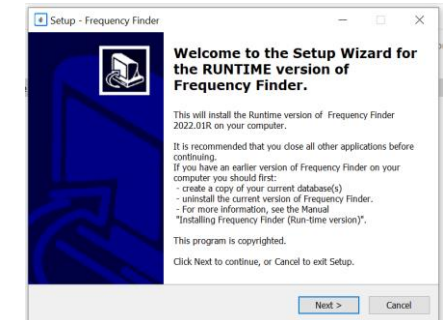 Setup - Frequency Finder
Welcome to the Setup Wizard for
the RUNTIME version of
Frequency Finder.
This will install the Runtime version of Frequency Finder
2022.01R on your computer.
It is recommended that you close all other applications before
continuing.
If you have an earlier version of Frequency Finder on your
computer you should first:
- create a copy of your current database(s)
- uninstall the current version of Frequency Finder.
- For more information, see the Manual
"Installing Frequency Finder (Run-time version)".
This program is copyrighted.
Click Next to continue, or Cancel to exit Setup.
Next >
Cancel